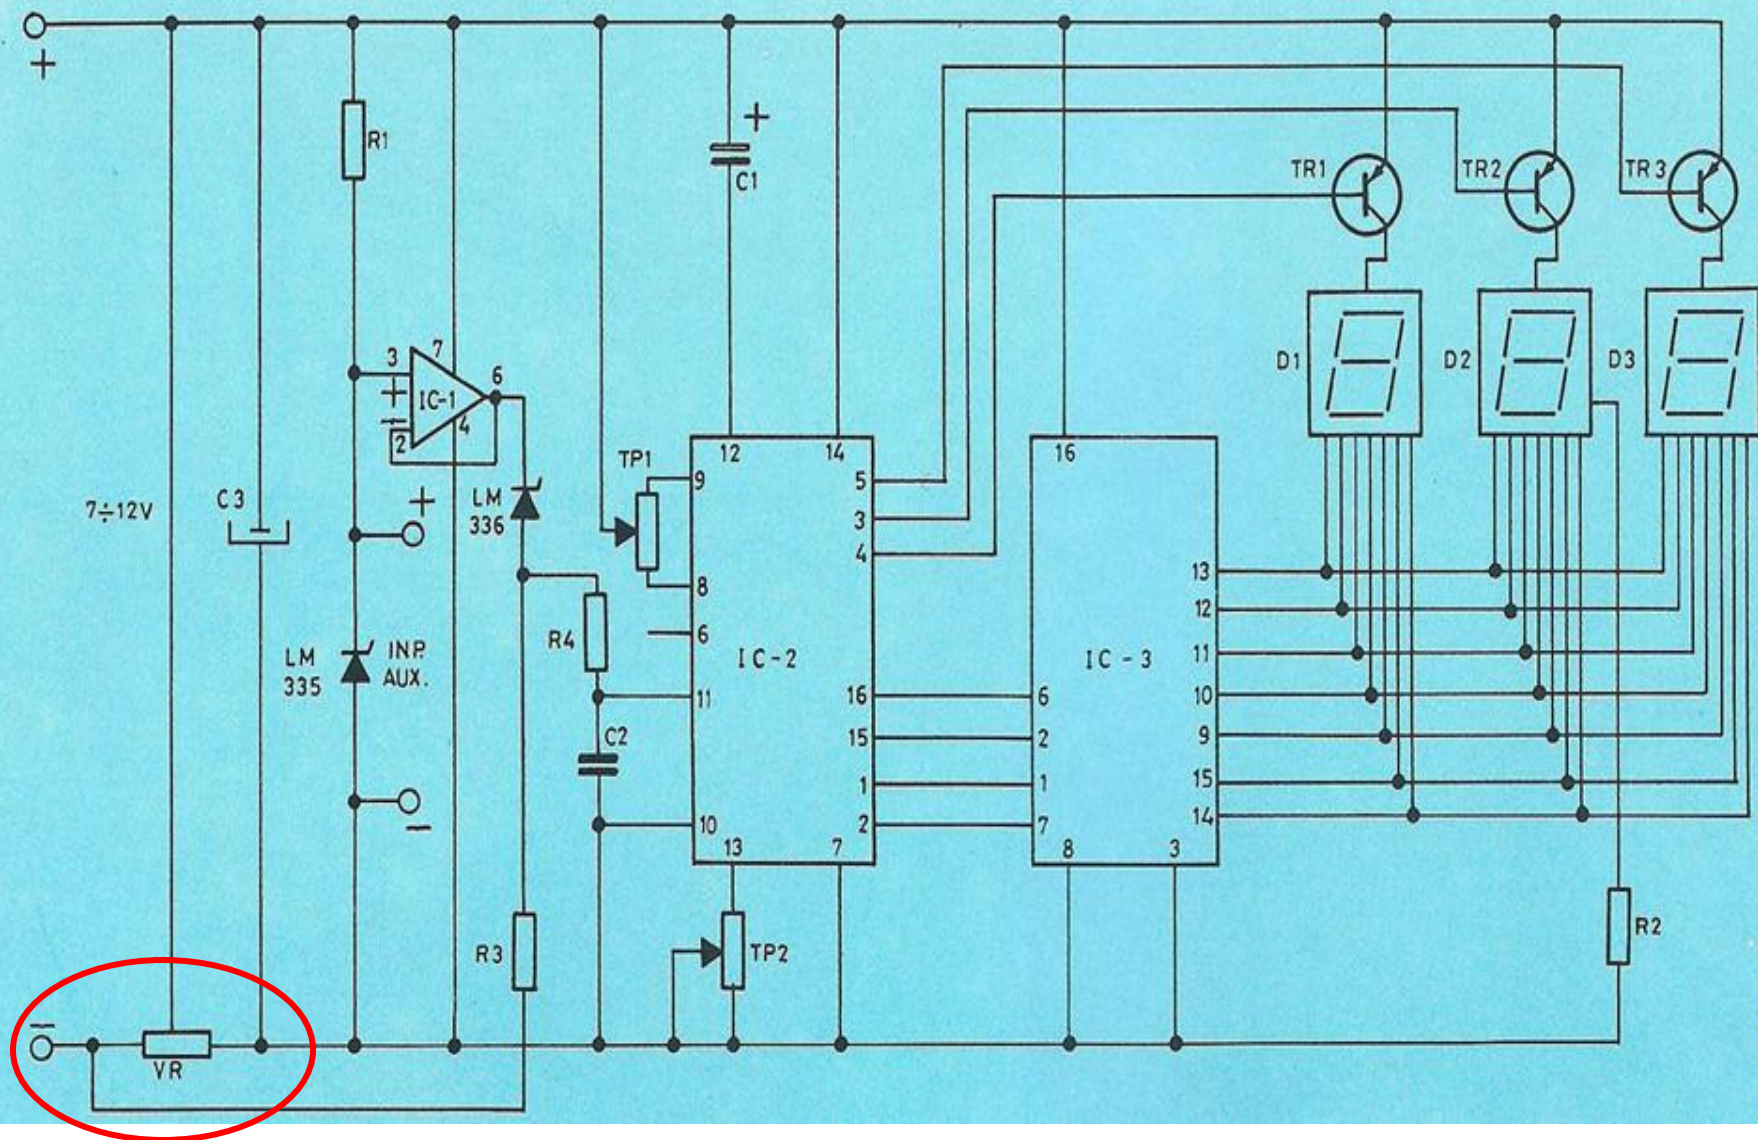 +
R1
+
C1
TR1
TR2
TR3
3
7
6
+
IC-1
−
2
4
D1
D2
D3
12
14
16
TP1
9
5
C3
+
LM
336
7÷12V
3
4
8
13
12
6
R4
IC-2
IC-3
LM
335
INP.
AUX.
11
10
11
16
6
C2
15
2
9
1
1
15
−
10
2
7
14
13
7
8
3
R3
TP2
R2
−
VR